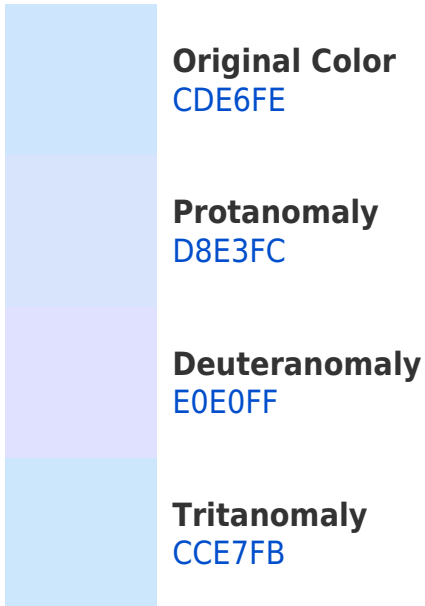 Original Color
CDE6FE
Protanomaly
D8E3FC
Deuteranomaly
E0E0FF
Tritanomaly
CCE7FB